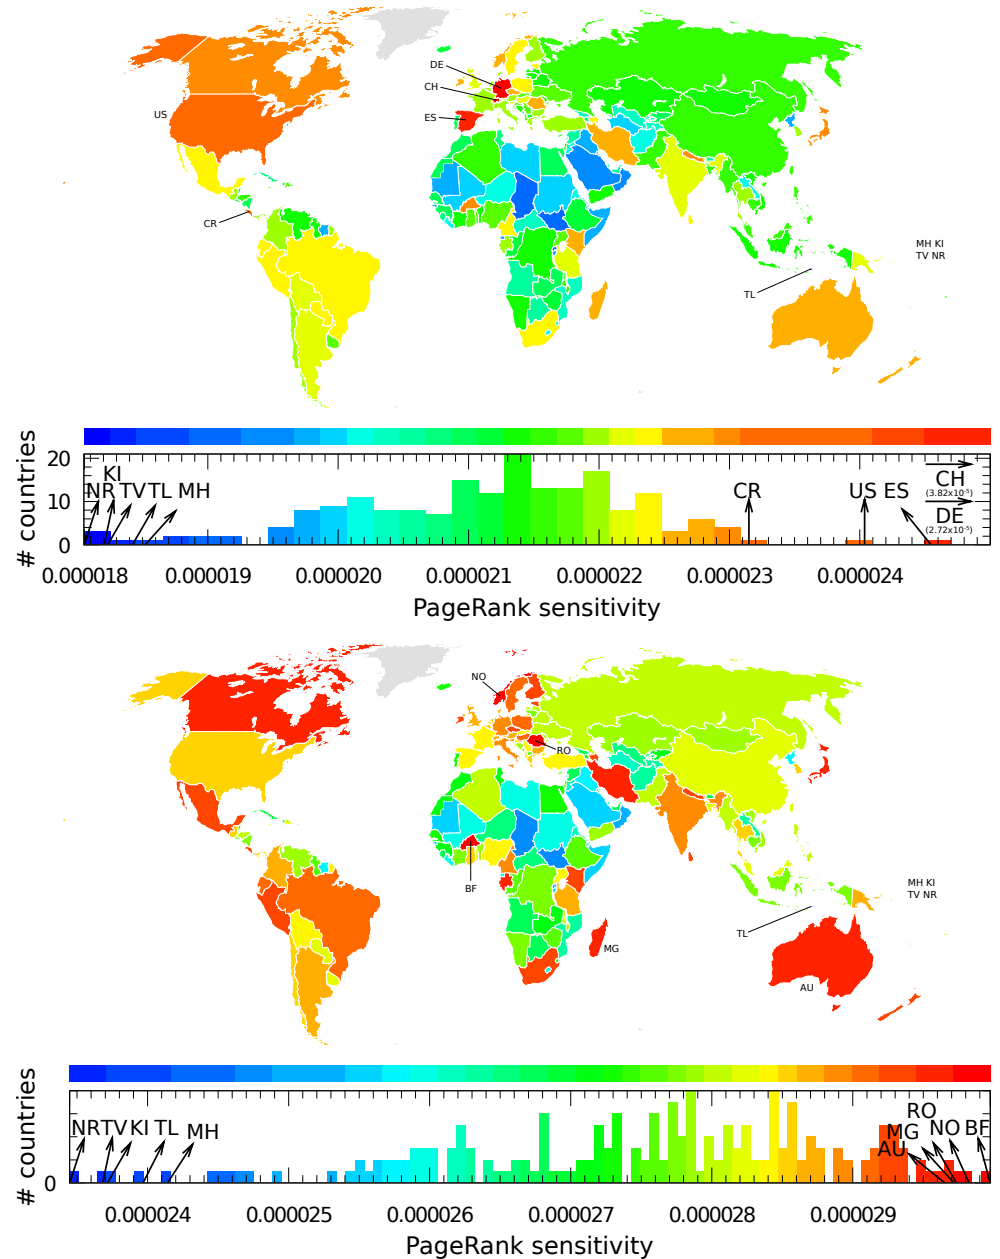 DE
CH
US
ES
CR
MH KI
TV NR
TL
# countries
20
10
0
KI
NR TV TL MH
CR
US ES
CH
(3.82x10⁻⁵)
DE
(2.72x10⁻⁵)
0.000018 0.000019 0.000020 0.000021 0.000022 0.000023 0.000024
PageRank sensitivity
NO
RO
BF
MH KI
TV NR
TL
MG
AU
# countries
0
NR TV KI TL MH
RO
MG NO BF
AU
0.000024 0.000025 0.000026 0.000027 0.000028 0.000029
PageRank sensitivity